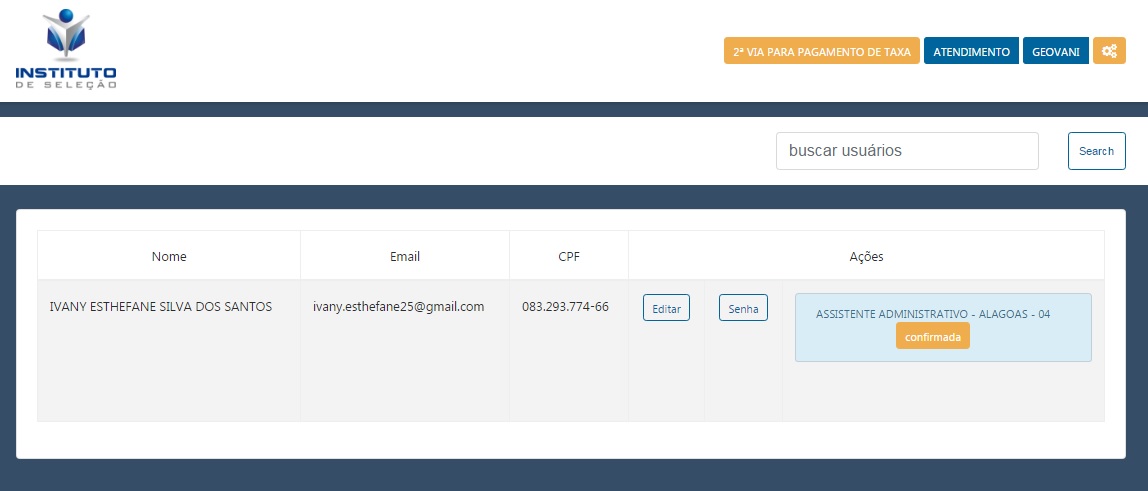 INSTITUTO
DE SELEÇÃO
2ª VIA PARA PAGAMENTO DE TAXA
ATENDIMENTO
GEOVANI
buscar usuários
Search
Nome
Email
CPF
Ações
IVANY ESTHEFANE SILVA DOS SANTOS
ivany.esthefane25@gmail.com
083.293.774-66
Editar
Senha
ASSISTENTE ADMINISTRATIVO - ALAGOAS - 04
confirmada